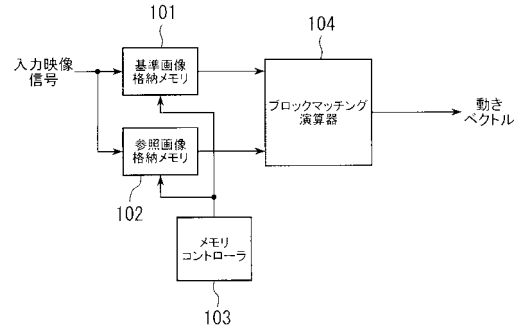 101
104
入力映像
信号
基準画像
格納メモリ
ブロックマッチング
演算器
動き
ベクトル
参照画像
格納メモリ
102
メモリ
コントローラ
103